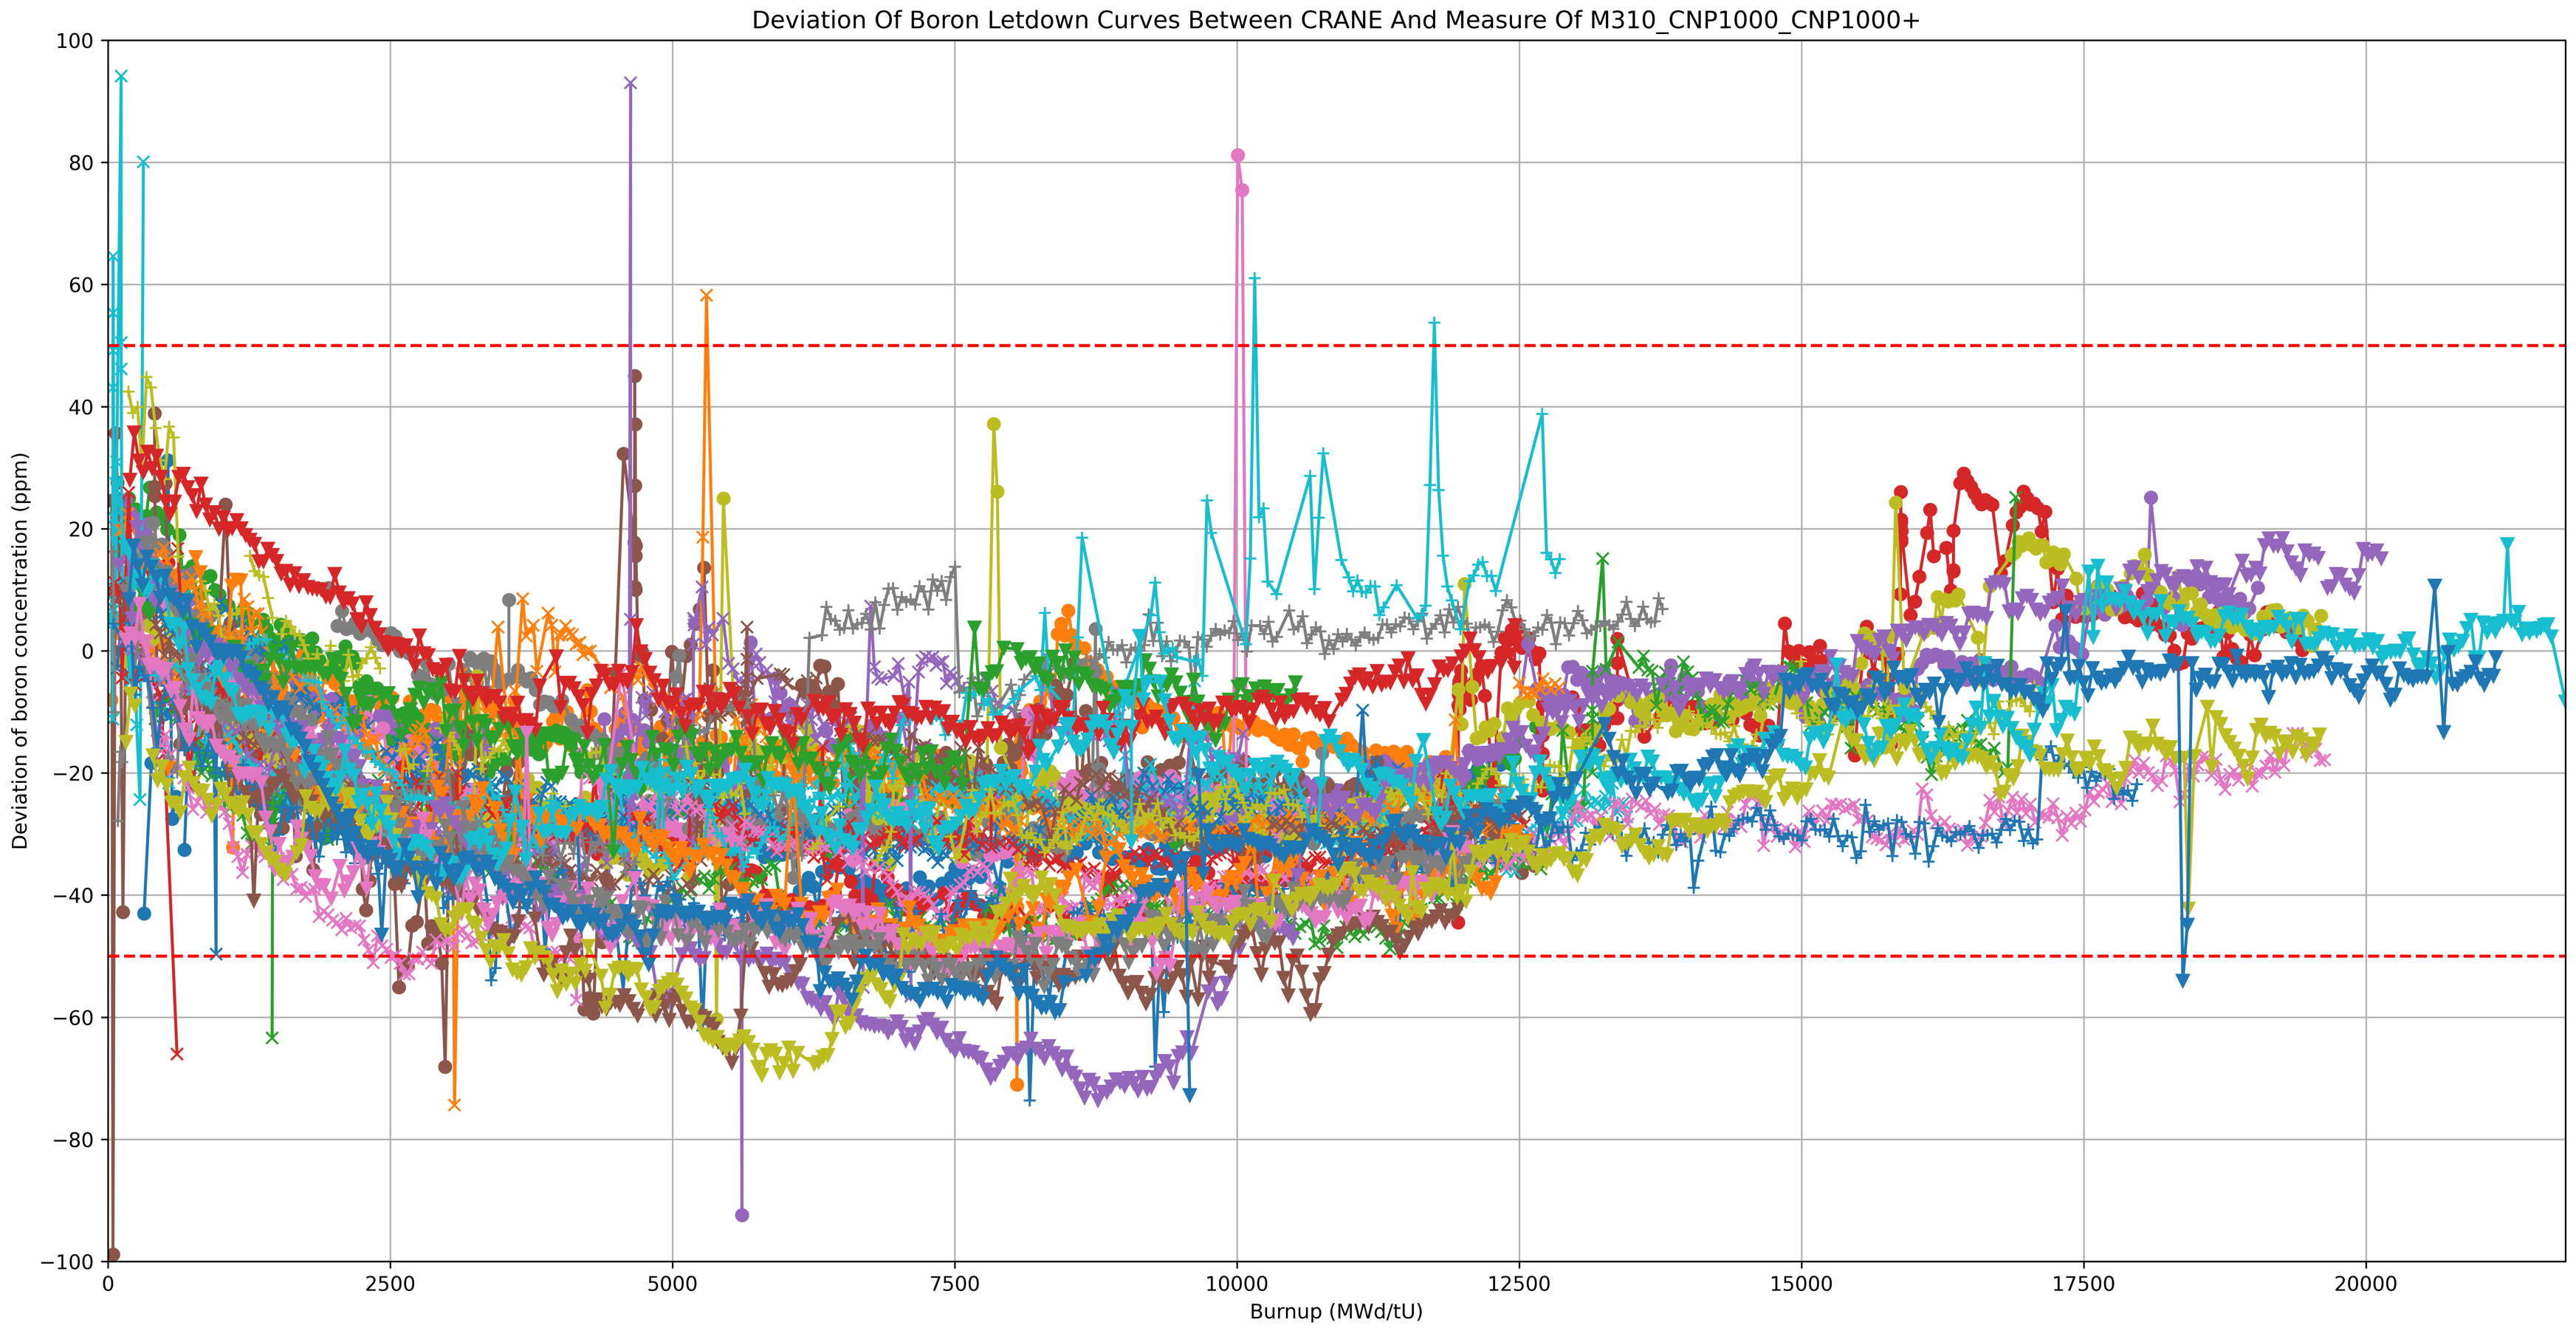 Deviation Of Boron Letdown Curves Between CRANE And Measure Of M310_CNP1000_CNP1000+
100
80
60
40
20
0
−20
−40
−60
−80
−100
Deviation of boron concentration (ppm)
0 2500 5000 7500 10000 12500 15000 17500 20000
Burnup (MWd/tU)